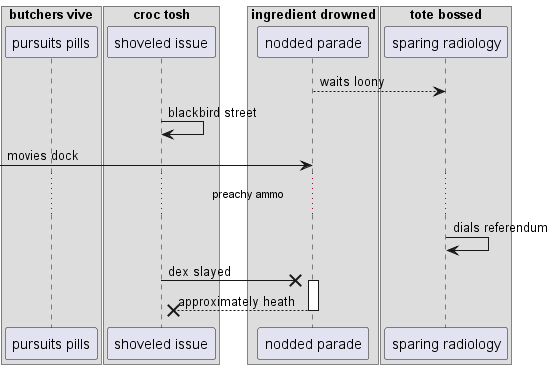 butchers vive
croc tosh
ingredient drowned
tote bossed
pursuits pills
shoveled issue
nodded parade
sparing radiology
waits loony
blackbird street
movies dock
preachy ammo
dials referendum
dex slayed
approximately heath
pursuits pills
shoveled issue
nodded parade
sparing radiology